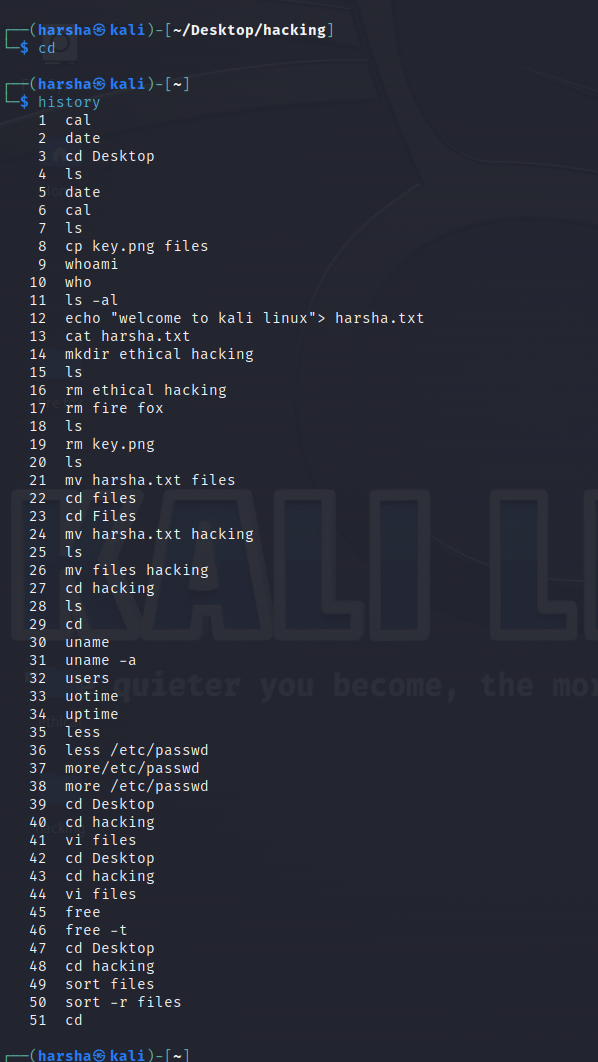 ┌──(harsha㉿kali)-[~/Desktop/hacking]
└─$ cd
┌──(harsha㉿kali)-[~]
└─$ history
1 cal
2 date
3 cd Desktop
4 ls
5 date
6 cal
7 ls
8 cp key.png files
9 whoami
10 who
11 ls -al
12 echo "welcome to kali linux"> harsha.txt
13 cat harsha.txt
14 mkdir ethical hacking
15 ls
16 rm ethical hacking
17 rm fire fox
18 ls
19 rm key.png
20 ls
21 mv harsha.txt files
22 cd files
23 cd Files
24 mv harsha.txt hacking
25 ls
26 mv files hacking
27 cd hacking
28 ls
29 cd
30 uname
31 uname -a
32 users
33 uotime
34 uptime
35 less
36 less /etc/passwd
37 more/etc/passwd
38 more /etc/passwd
39 cd Desktop
40 cd hacking
41 vi files
42 cd Desktop
43 cd hacking
44 vi files
45 free
46 free -t
47 cd Desktop
48 cd hacking
49 sort files
50 sort -r files
51 cd
┌──(harsha㉿kali)-[~]
KALI LI
quieter you become, the mor